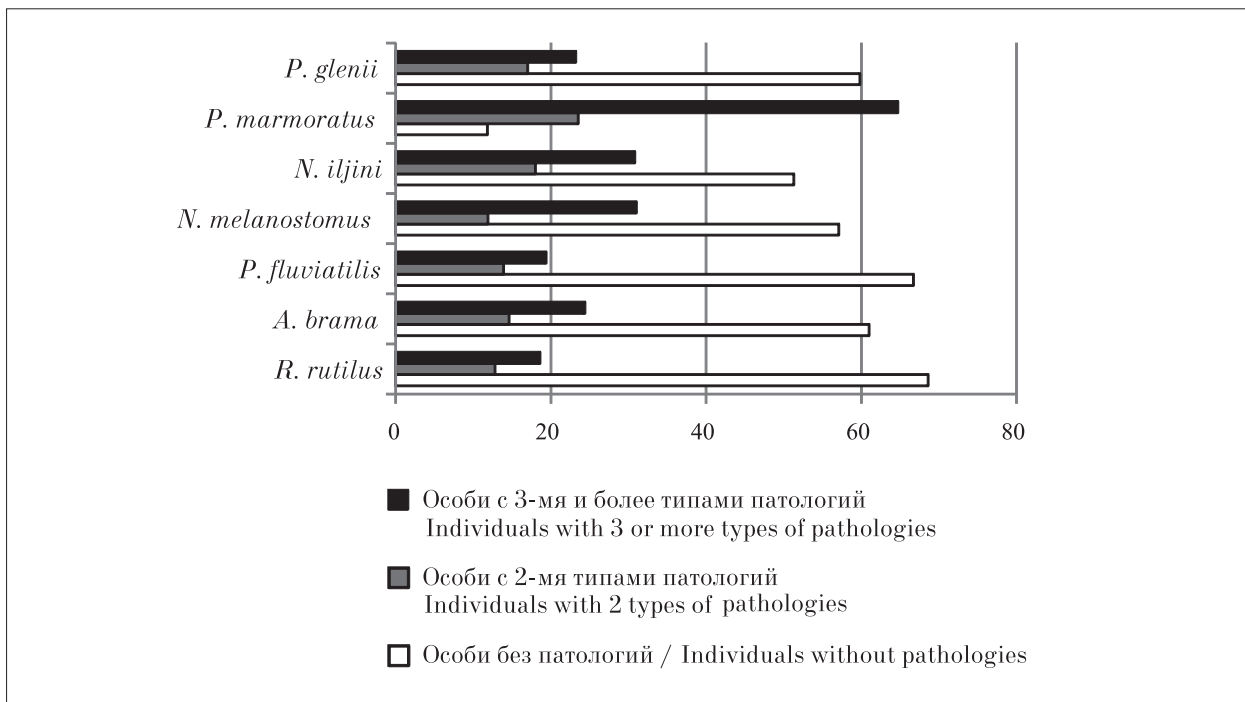 P. glenii
P. marmoratus
N. iljini
N. melanostomus
P. fluviatilis
A. brama
R. rutilus
0 20 40 60 80
Особи с 3-мя и более типами патологий
Individuals with 3 or more types of pathologies
Особи с 2-мя типами патологий
Individuals with 2 types of pathologies
Особи без патологий / Individuals without pathologies